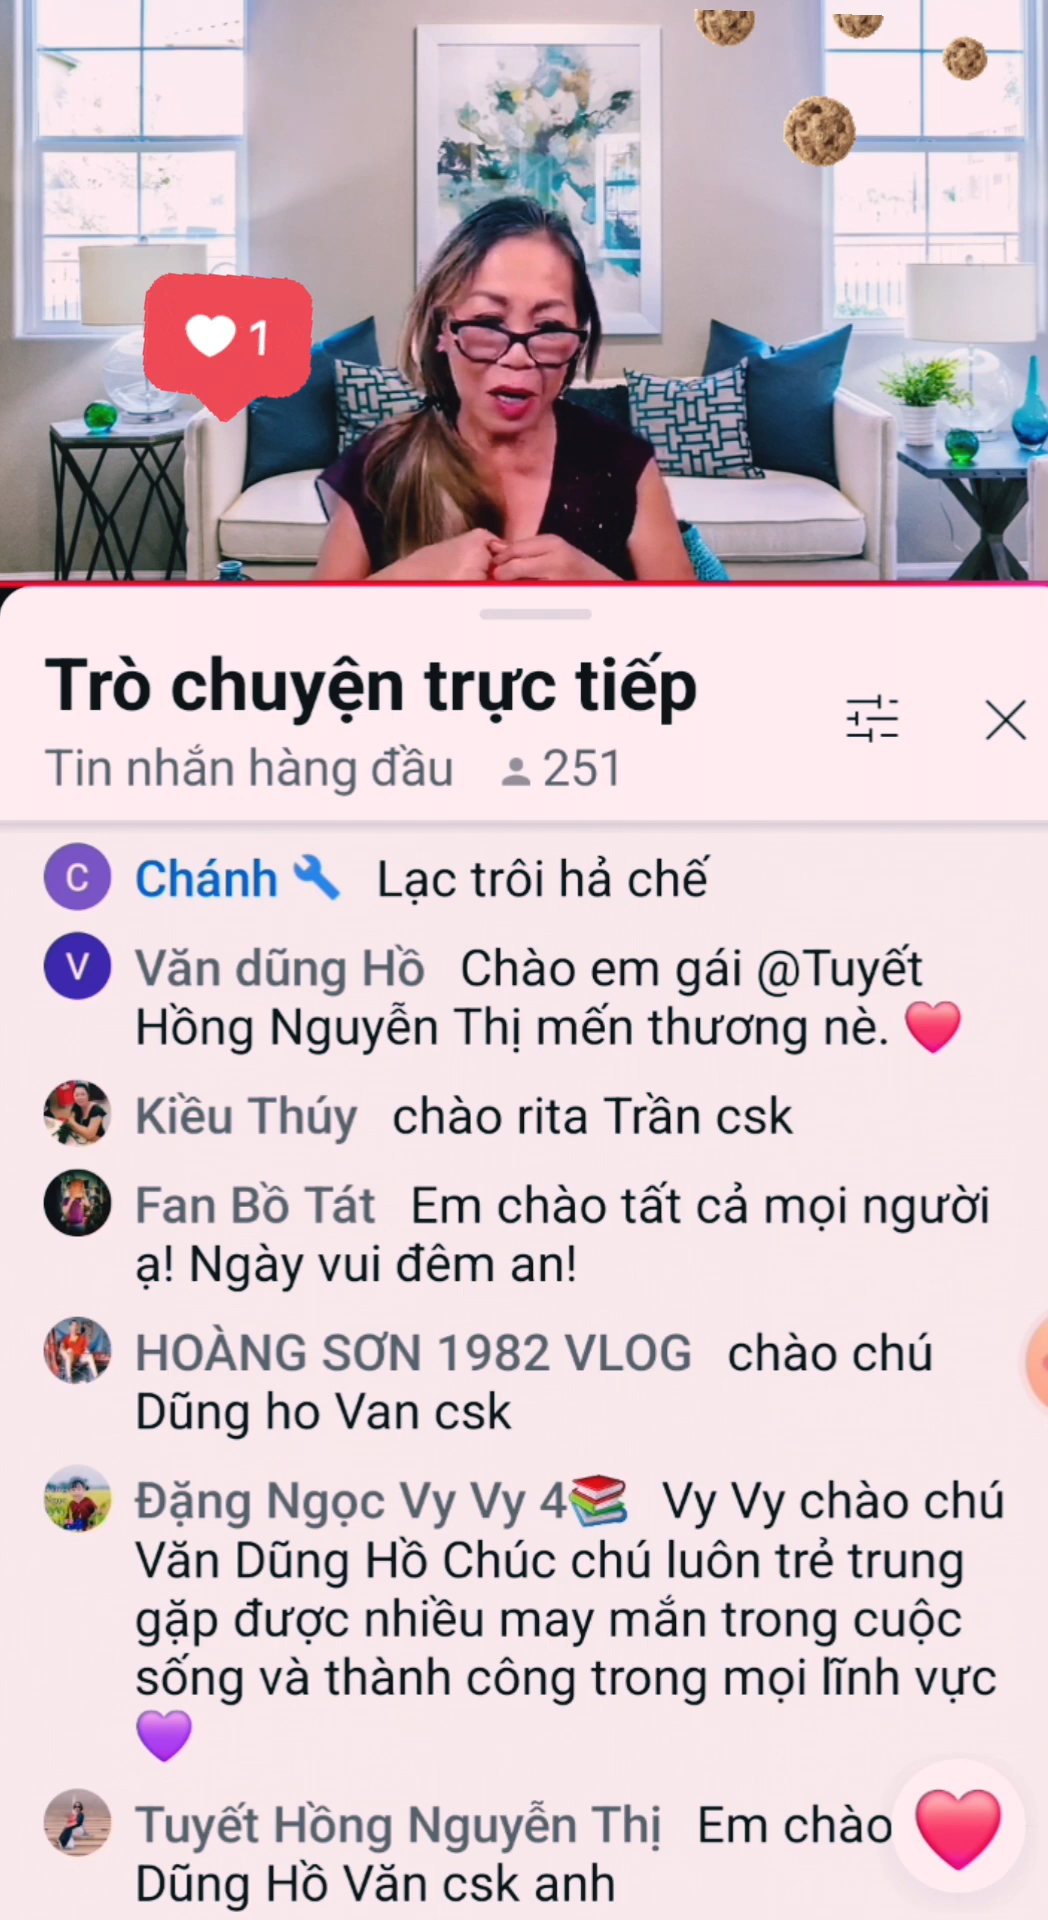 1
Trò chuyện trực tiếp
Tin nhắn hàng đầu 251
C Chánh Lạc trôi hả chế
V Văn dũng Hồ Chào em gái @Tuyết
Hồng Nguyễn Thị mến thương nè.
Kiều Thúy chào rita Trần csk
Fan Bồ Tát Em chào tất cả mọi người
ạ! Ngày vui đêm an!
HOÀNG SƠN 1982 VLOG chào chú
Dũng ho Van csk
Đặng Ngọc Vy Vy 4 Vy Vy chào chú
Văn Dũng Hồ Chúc chú luôn trẻ trung
gặp được nhiều may mắn trong cuộc
sống và thành công trong mọi lĩnh vực
Tuyết Hồng Nguyễn Thị Em chào
Dũng Hồ Văn csk anh